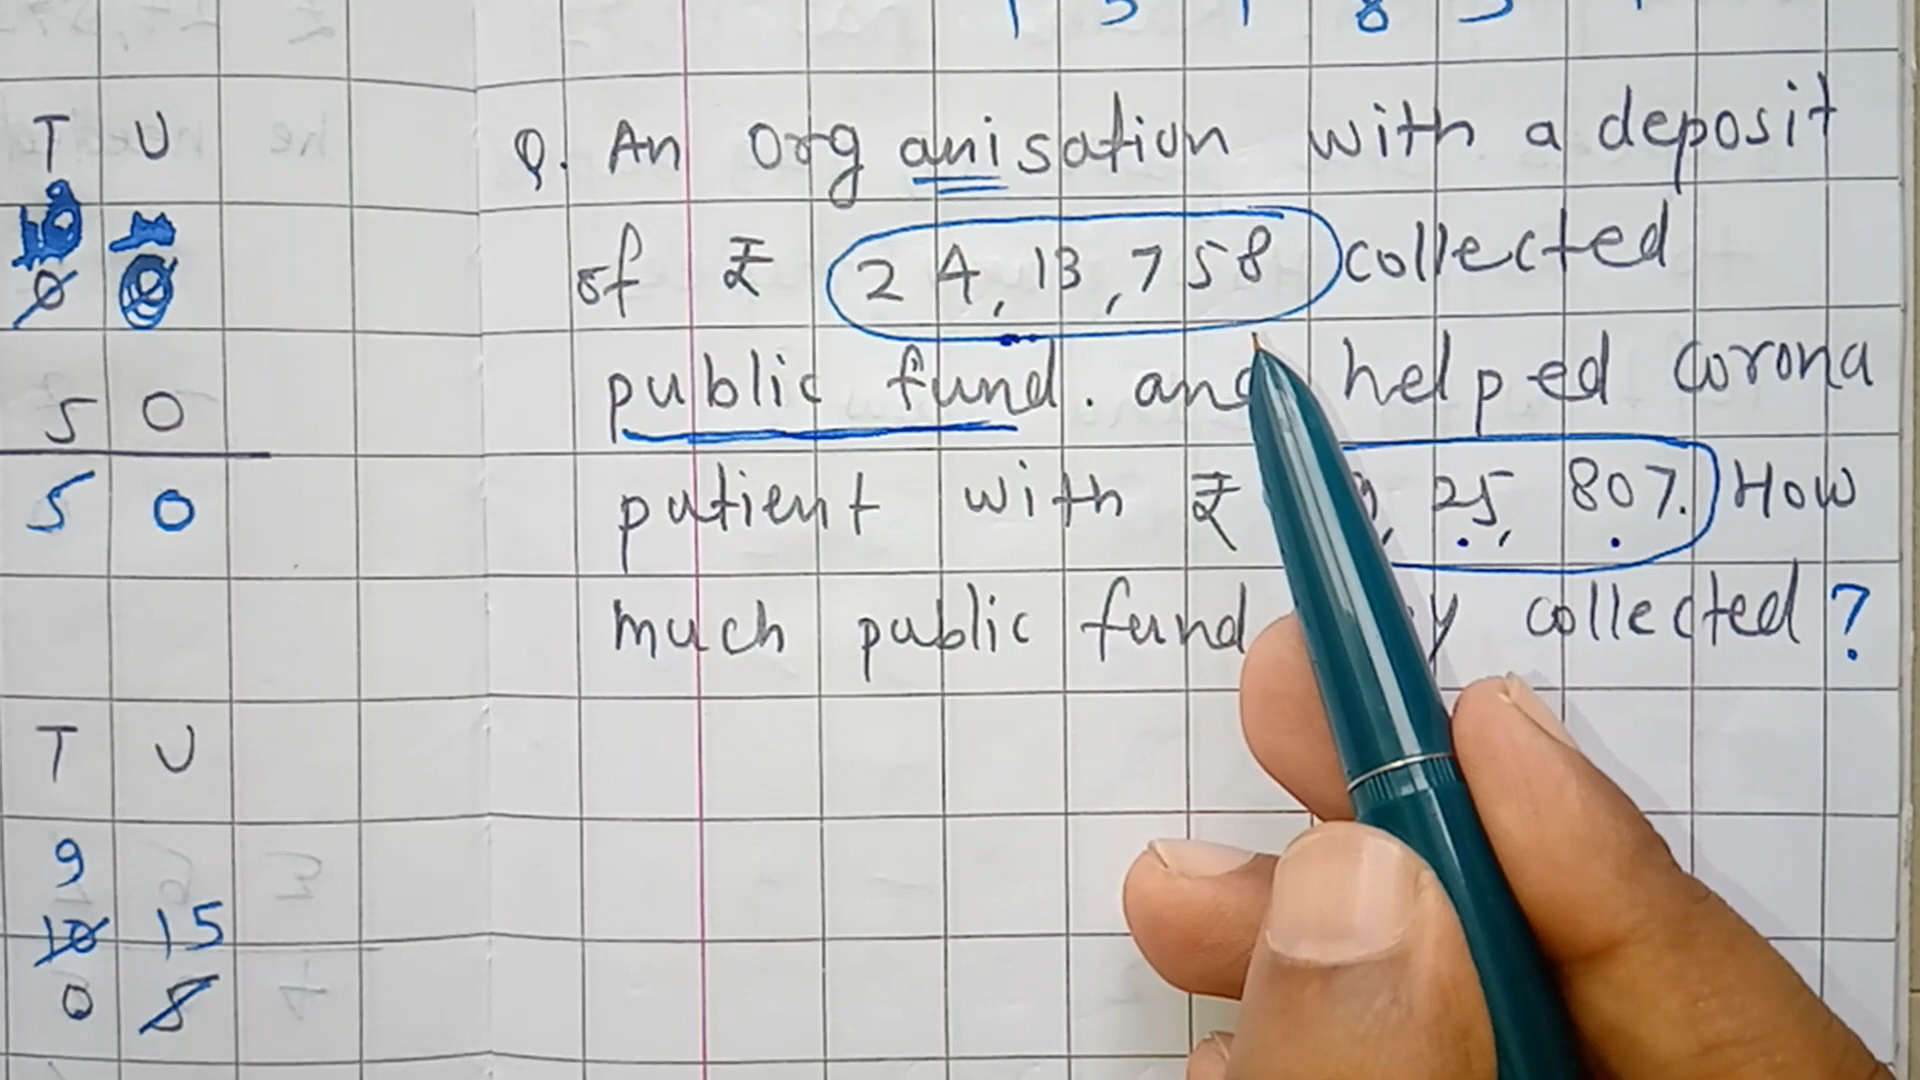 T U
5 0
5 0
T U
9
10 15
0 8
Q. An organisation with a deposit
of ₹ 24,13,758 collected
public fund. and helped corona
patient with ₹ , 25, 807. How
much public fund collected?